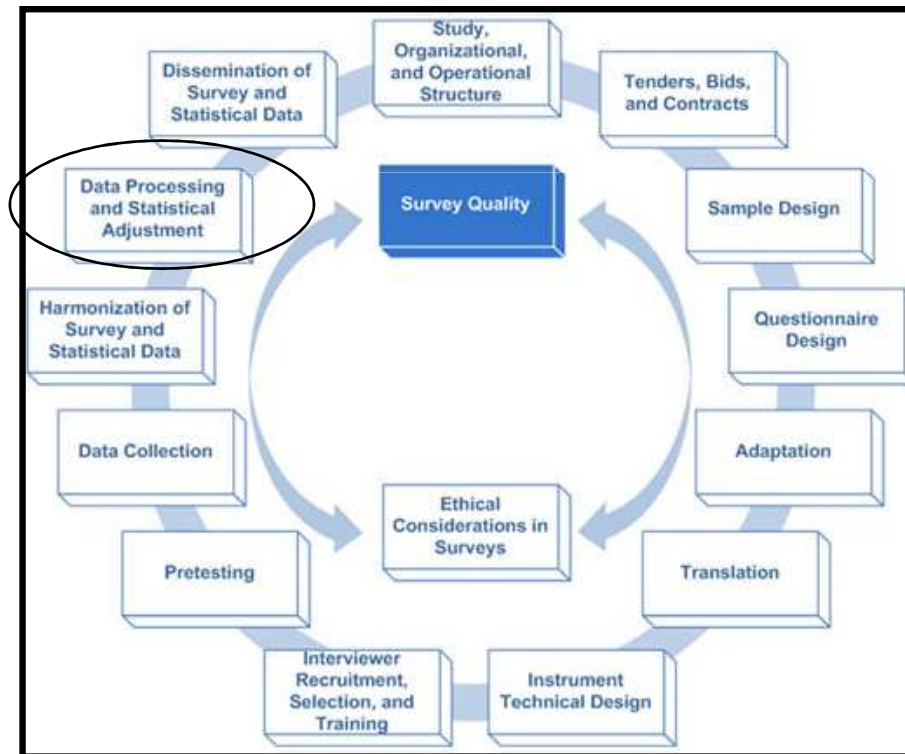 Study,
Organizational,
and Operational
Structure
Tenders, Bids,
and Contracts
Sample Design
Questionnaire
Design
Adaptation
Translation
Instrument
Technical Design
Interviewer
Recruitment,
Selection, and
Training
Pretesting
Data Collection
Harmonization of
Survey and
Statistical Data
Data Processing
and Statistical
Adjustment
Dissemination of
Survey and
Statistical Data
Survey Quality
Ethical
Considerations in
Surveys